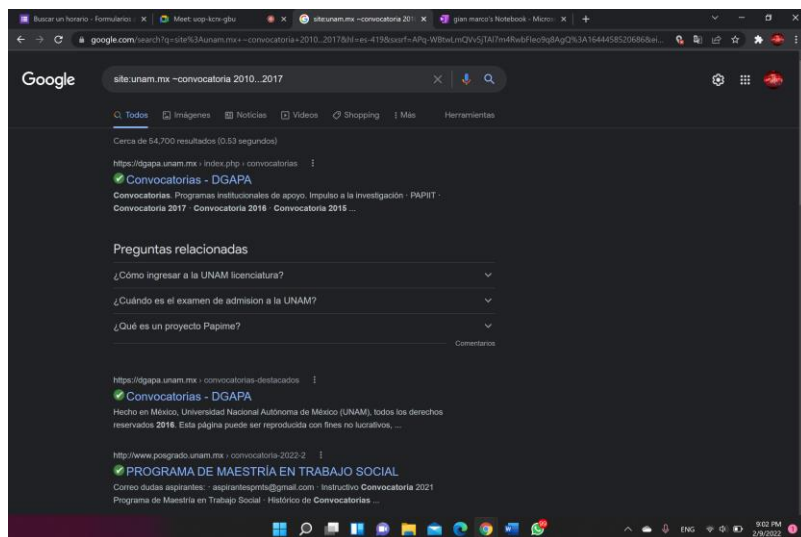 Buscar un horario - Formularios
Meet: uop-kcnr-gbu
site:unam.mx ~convocatoria 201
gian marco's Notebook - Micros
google.com/search?q=site%3Aunam.mx+~convocatoria+2010..2017&hl=es-419&sxsrf=
Google
site:unam.mx ~convocatoria 2010...2017
Todos Imágenes Noticias Videos Shopping Más Herramientas
Cerca de 54,700 resultados (0.53 segundos)
https://dgapa.unam.mx › index.php › convocatorias
Convocatorias - DGAPA
Convocatorias. Programas institucionales de apoyo. Impulso a la investigación · PAPIIT ·
Convocatoria 2017 · Convocatoria 2016 · Convocatoria 2015 ...
Preguntas relacionadas
¿Cómo ingresar a la UNAM licenciatura?
¿Cuándo es el examen de admision a la UNAM?
¿Qué es un proyecto Papime?
Comentarios
https://dgapa.unam.mx › convocatorias-destacados
Convocatorias - DGAPA
Hecho en México, Universidad Nacional Autónoma de México (UNAM), todos los derechos
reservados 2016. Esta página puede ser reproducida con fines no lucrativos, ...
http://www.posgrado.unam.mx › convocatoria-2022-2
PROGRAMA DE MAESTRÍA EN TRABAJO SOCIAL
Correo dudas aspirantes: · aspirantespmts@gmail.com · Instructivo Convocatoria 2021
Programa de Maestría en Trabajo Social · Histórico de Convocatorias ...
ENG
9:02 PM
2/9/2022